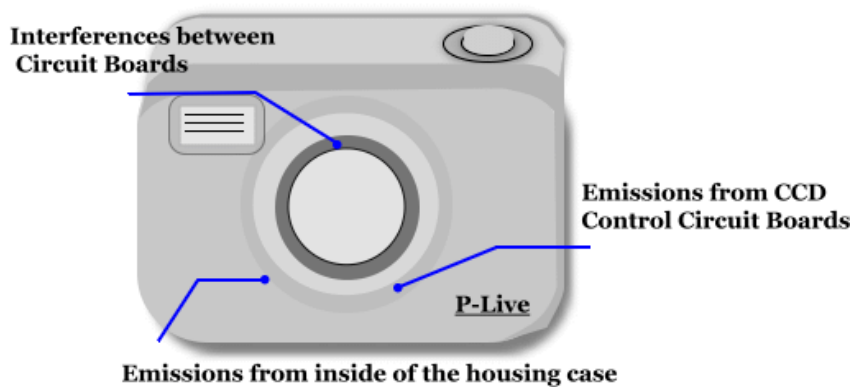 Interferences between
Circuit Boards
Emissions from CCD
Control Circuit Boards
P-Live
Emissions from inside of the housing case